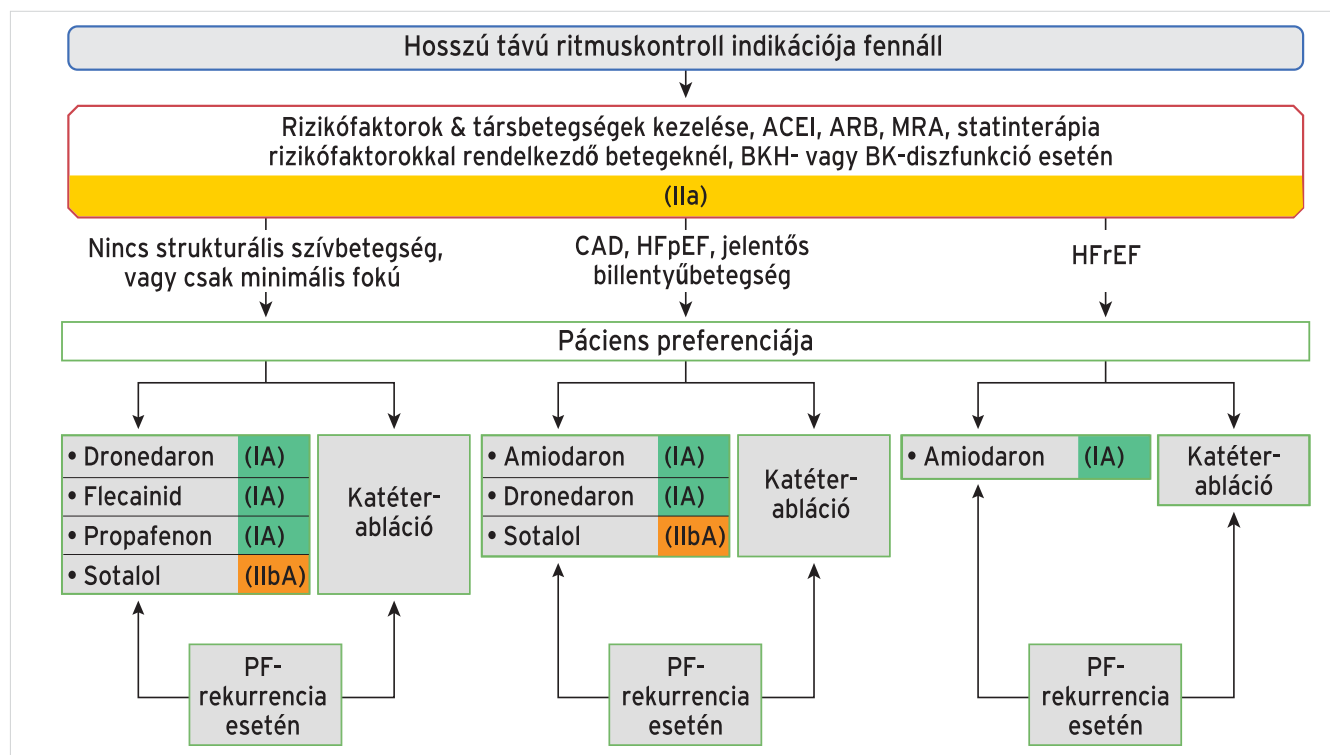 Hosszú távú ritmuskontroll indikációja fennáll
Rizikófaktorok & társbetegségek kezelése, ACEI, ARB, MRA, statinterápia
rizikófaktorokkal rendelkezdő betegeknél, BKH- vagy BK-diszfunkció esetén
(IIa)
Nincs strukturális szívbetegség,
vagy csak minimális fokú
CAD, HFpEF, jelentős
billentyűbetegség
HFrEF
Páciens preferenciája
• Dronedaron (IA)
• Flecainid (IA)
• Propafenon (IA)
• Sotalol (IIbA)
Katéter-
abláció
• Amiodaron (IA)
• Dronedaron (IA)
• Sotalol (IIbA)
Katéter-
abláció
• Amiodaron (IA)
Katéter-
abláció
PF-
rekurrencia
esetén
PF-
rekurrencia
esetén
PF-
rekurrencia
esetén